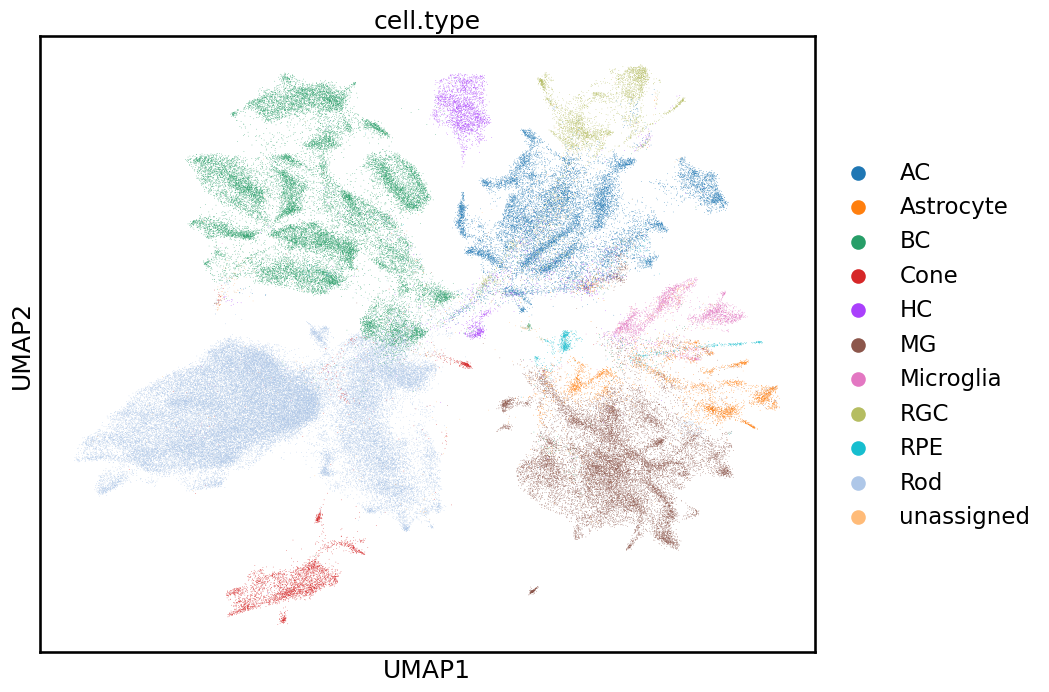 cell.type
UMAP2
UMAP1
AC
Astrocyte
BC
Cone
HC
MG
Microglia
RGC
RPE
Rod
unassigned